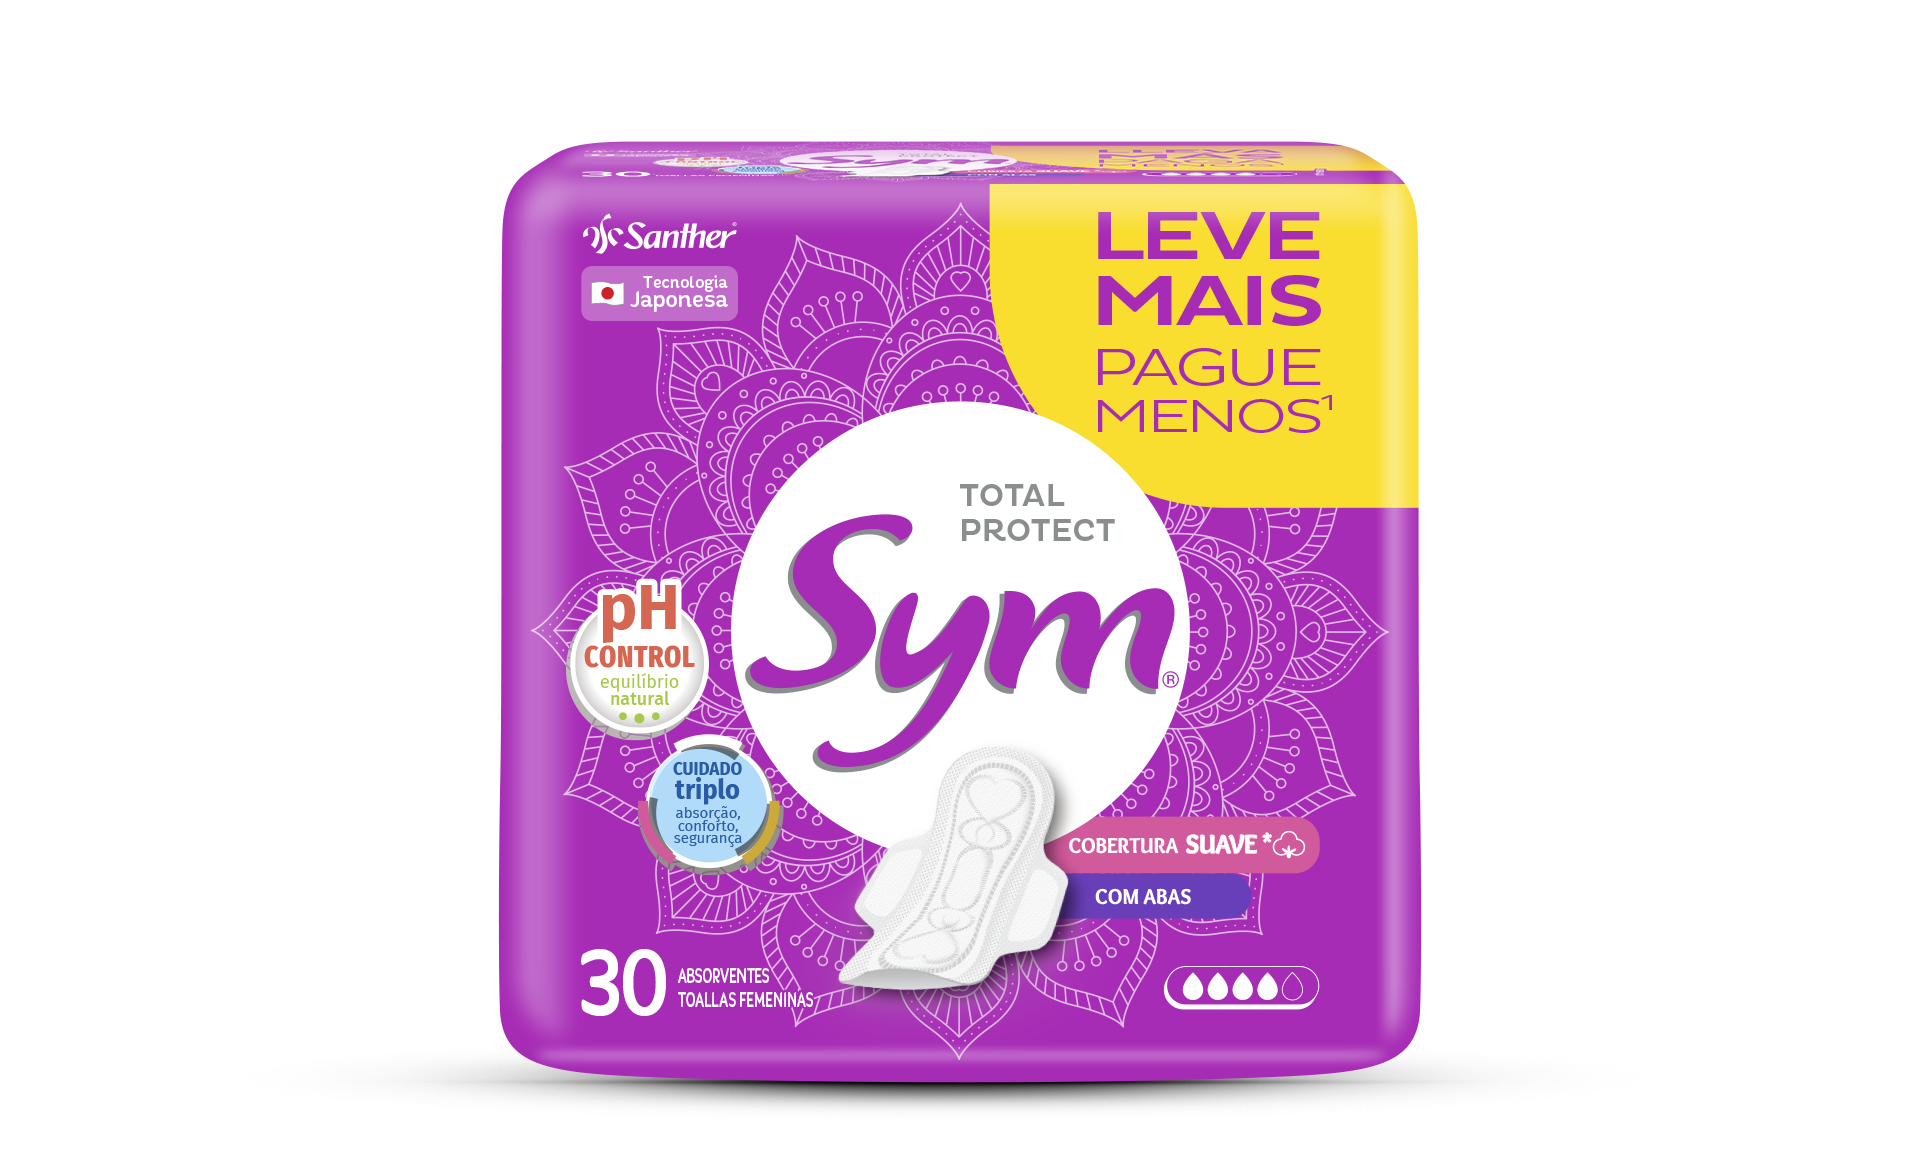 30
Santher®
Tecnologia
Japonesa
LEVE
MAIS
PAGUE
MENOS¹
TOTAL
PROTECT
Sym®
pH
CONTROL
equilíbrio
natural
CUIDADO
triplo
absorção,
conforto,
segurança
COBERTURA SUAVE*
COM ABAS
30 ABSORVENTES
TOALLAS FEMENINAS